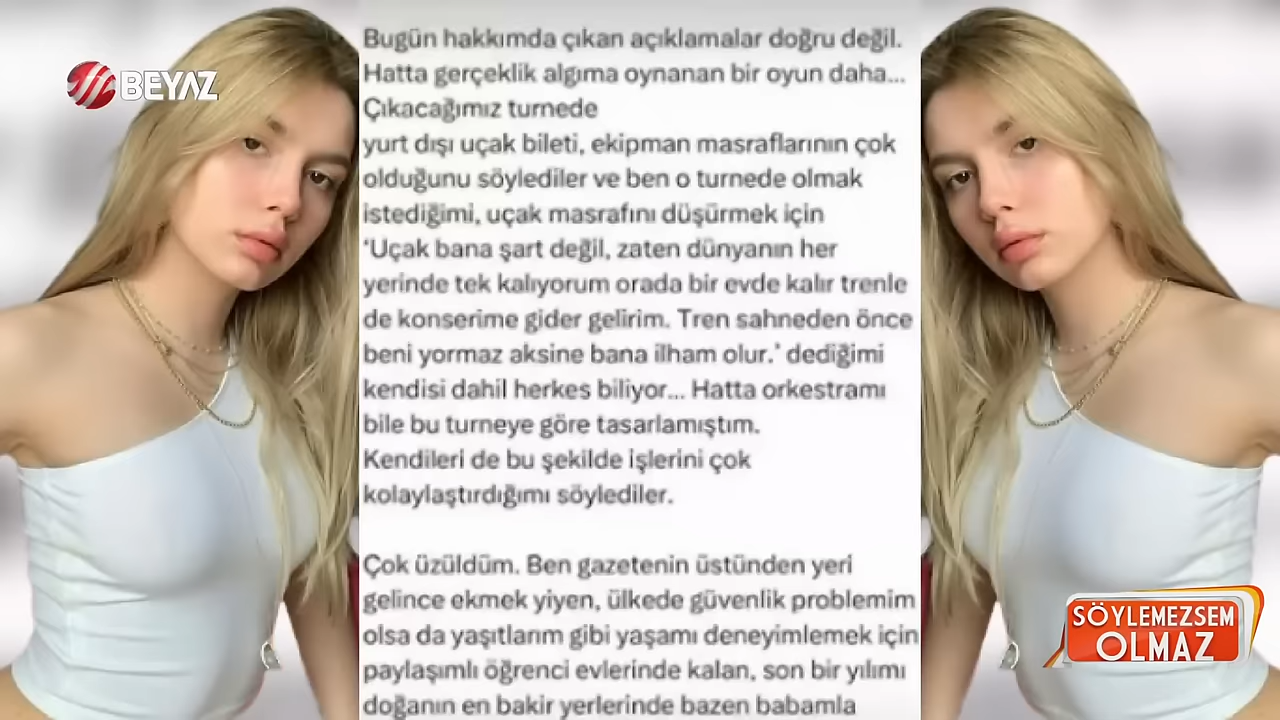 BEYAZ
Bugün hakkımda çıkan açıklamalar doğru değil.
Hatta gerçeklik algıma oynanan bir oyun daha...
Çıkacağımız turnede
yurt dışı uçak bileti, ekipman masraflarının çok
olduğunu söylediler ve ben o turnede olmak
istediğimi, uçak masrafını düşürmek için
‘Uçak bana şart değil, zaten dünyanın her
yerinde tek kalıyorum orada bir evde kalır trenle
de konserime gider gelirim. Tren sahneden önce
beni yormaz aksine bana ilham olur.’ dediğimi
kendisi dahil herkes biliyor... Hatta orkestramı
bile bu turneye göre tasarlamıştım.
Kendileri de bu şekilde işlerini çok
kolaylaştırdığımı söylediler.
Çok üzüldüm. Ben gazetenin üstünden yeri
gelince ekmek yiyen, ülkede güvenlik problemim
olsa da yaşıtlarım gibi yaşamı deneyimlemek için
paylaşımlı öğrenci evlerinde kalan, son bir yılımı
doğanın en bakir yerlerinde bazen babamla
SÖYLEMEZSEM
OLMAZ